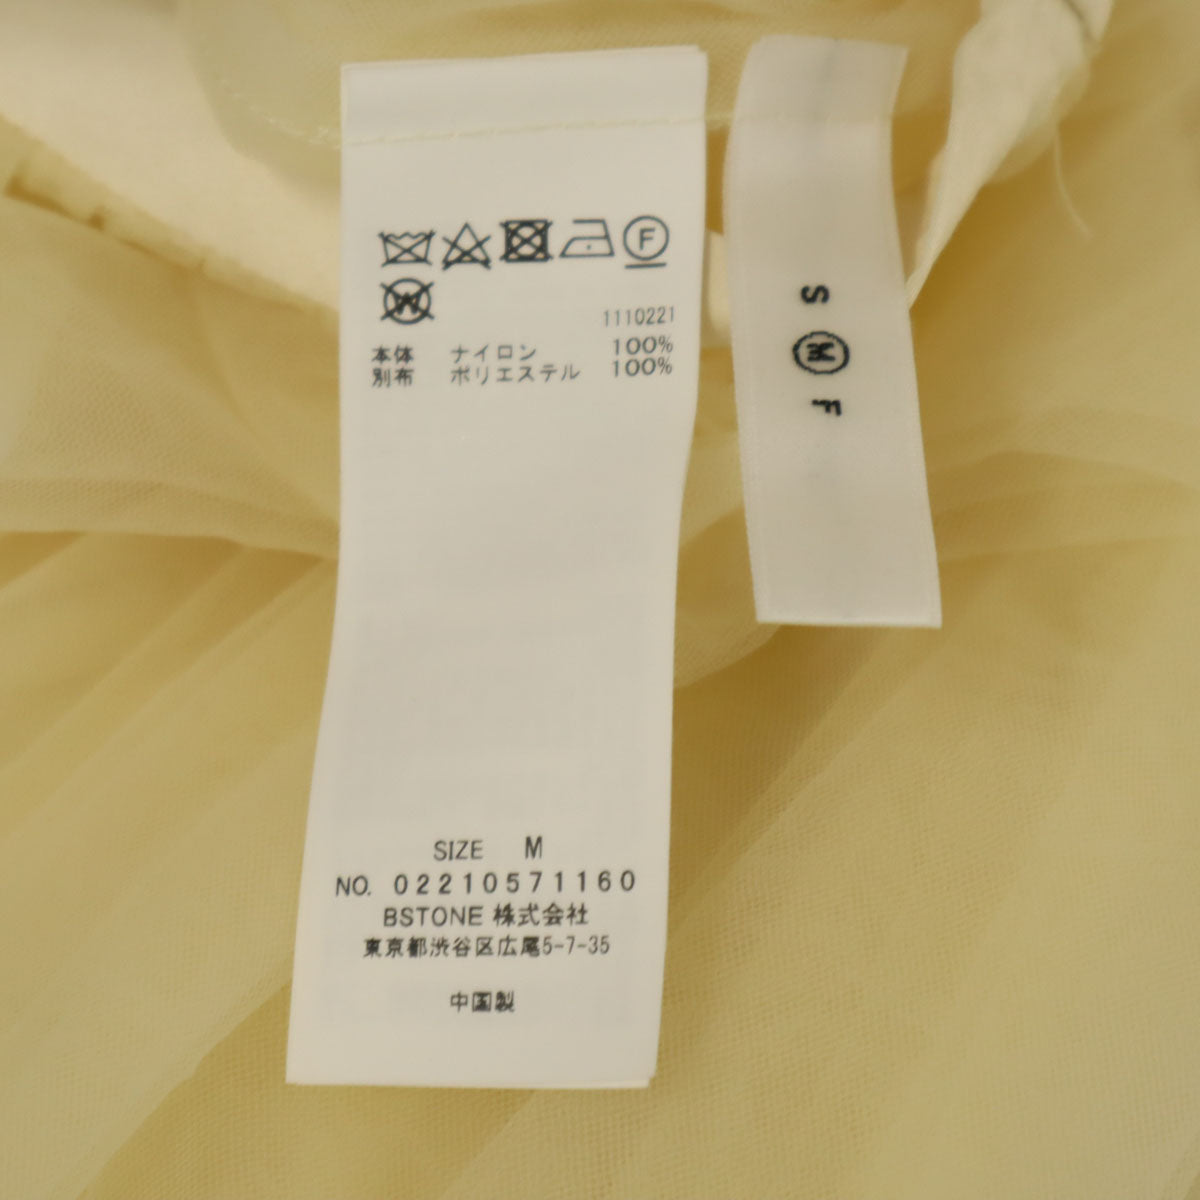 F
W
1110221
本体 ナイロン 100%
別布 ポリエステル 100%
SIZE M
NO. 02210571160
BSTONE 株式会社
東京都渋谷区広尾5-7-35
中国製
S
M
F